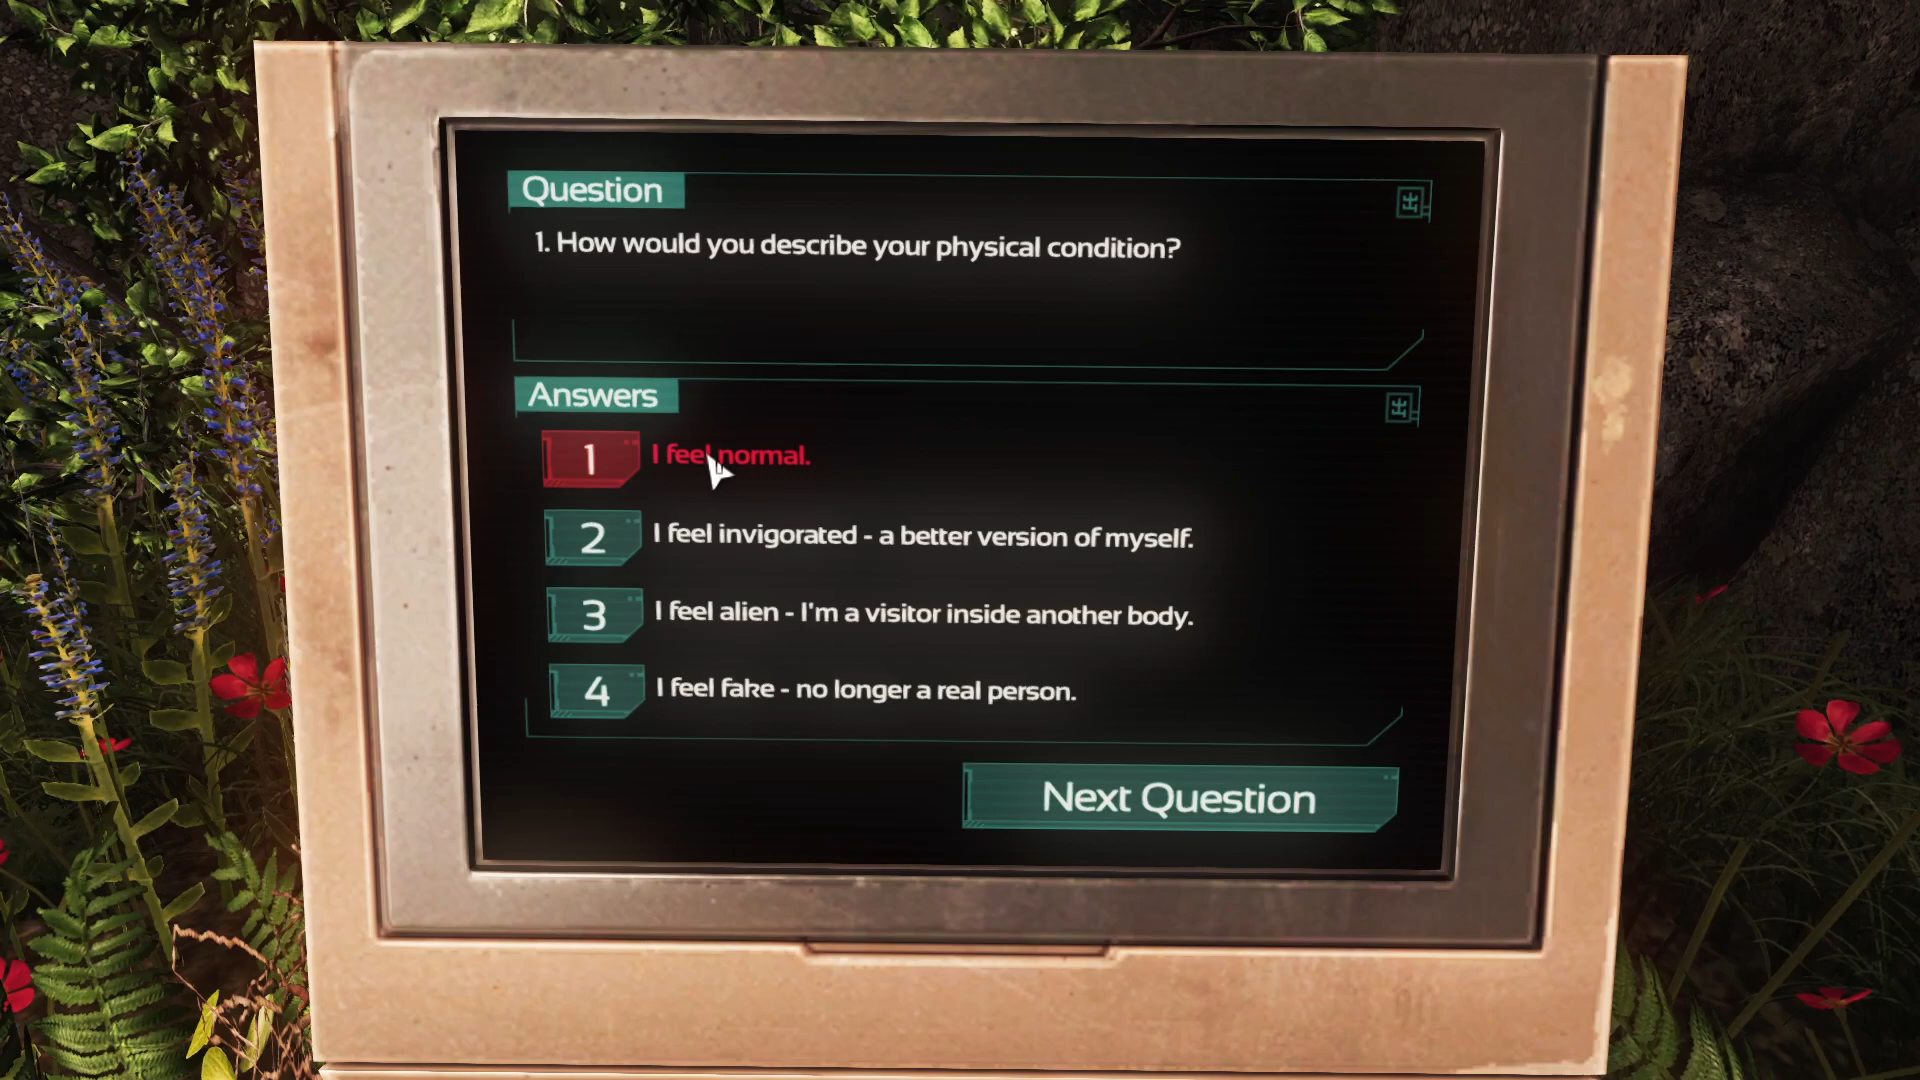 Question
1. How would you describe your physical condition?
Answers
1 I feel normal.
2 I feel invigorated - a better version of myself.
3 I feel alien - I'm a visitor inside another body.
4 I feel fake - no longer a real person.
Next Question